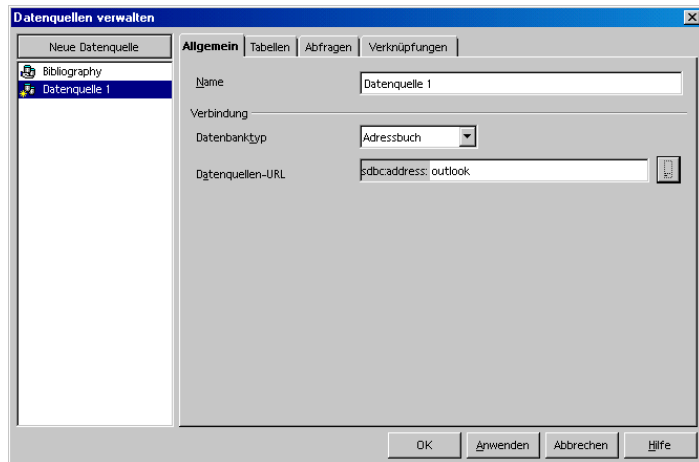 Datenquellen verwalten
Neue Datenquelle
Bibliography
Datenquelle 1
Allgemein Tabellen Abfragen Verknüpfungen
Name Datenquelle 1
Verbindung
Datenbanktyp Adressbuch
Datenquellen-URL sdbc:address: outlook
...
OK Anwenden Abbrechen Hilfe